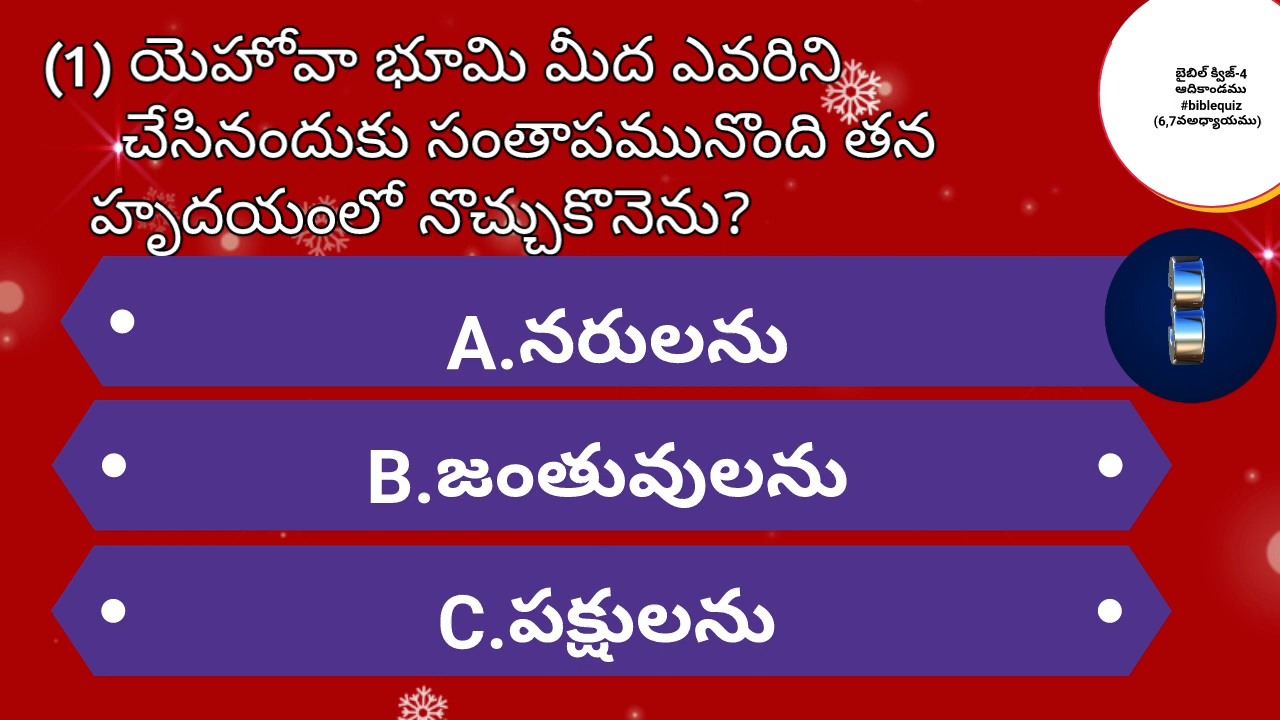 (1) యెహోవా భూమి మీద ఎవరిని
చేసినందుకు సంతాపమునొంది తన
హృదయంలో నొచ్చుకొనెను?
బైబిల్ క్విజ్-4
ఆదికాండము
#biblequiz
(6,7వఅధ్యాయము)
A.నరులను
B.జంతువులను
C.పక్షులను